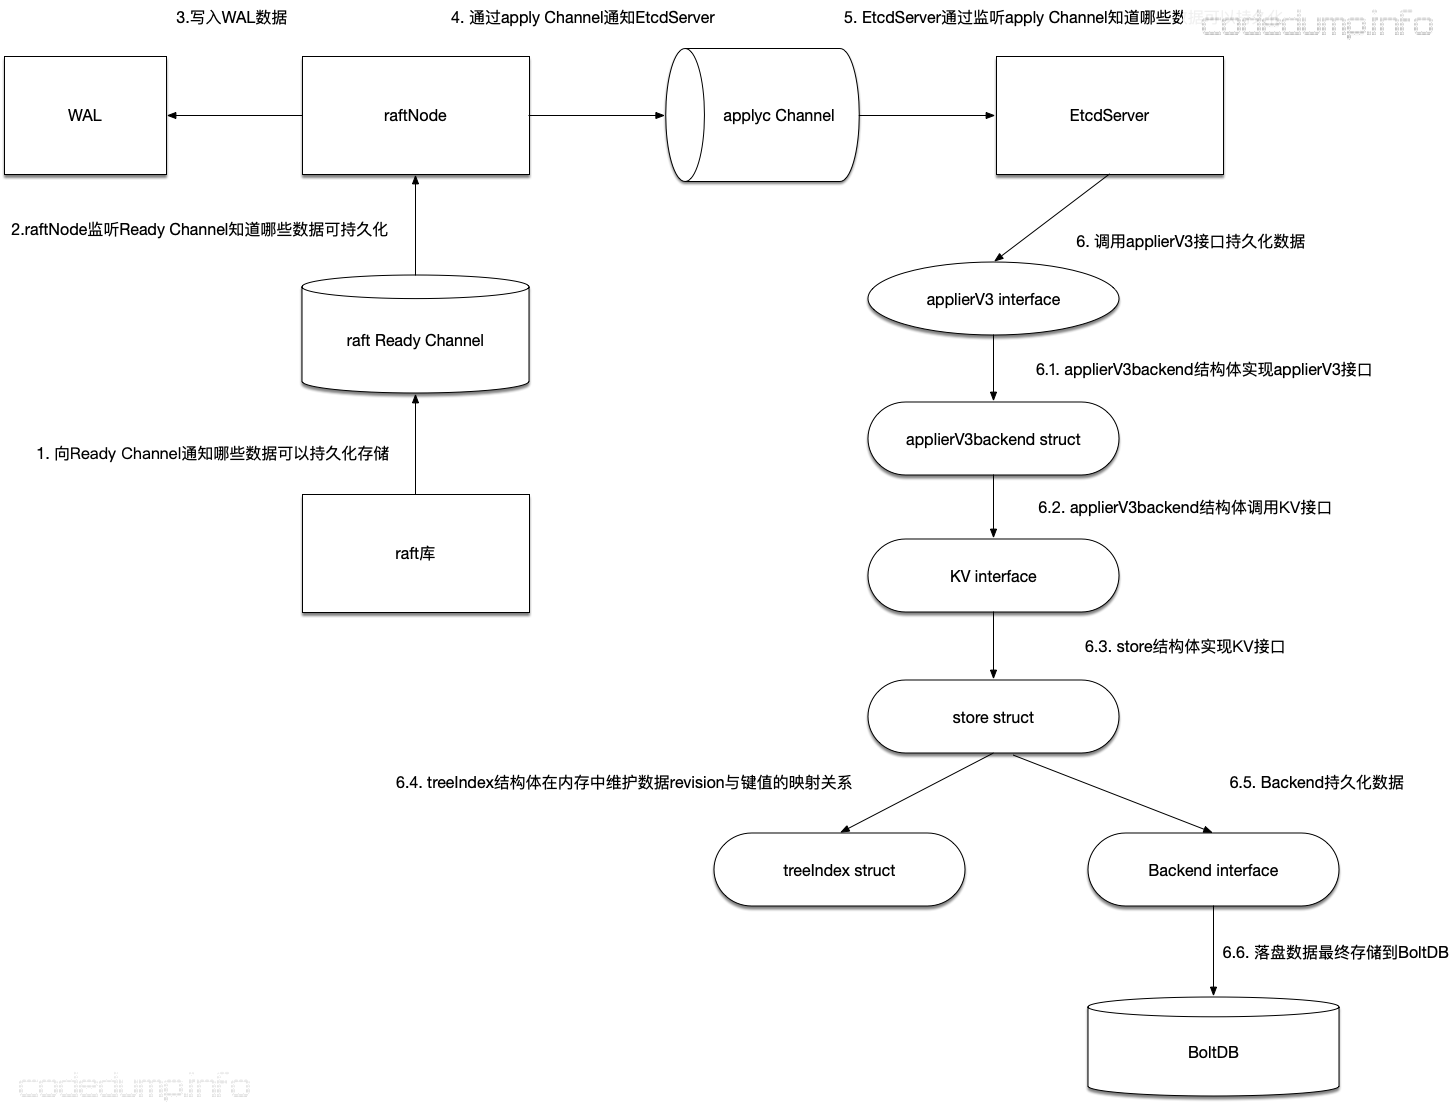 3.写入WAL数据
4. 通过apply Channel通知EtcdServer
5. EtcdServer通过监听apply Channel知道哪些数据可以持久化
codedumpinfo
WAL
raftNode
applyc Channel
EtcdServer
2.raftNode监听Ready Channel知道哪些数据可持久化
6. 调用applierV3接口持久化数据
applierV3 interface
raft Ready Channel
6.1. applierV3backend结构体实现applierV3接口
applierV3backend struct
1. 向Ready Channel通知哪些数据可以持久化存储
6.2. applierV3backend结构体调用KV接口
raft库
KV interface
6.3. store结构体实现KV接口
store struct
6.4. treeIndex结构体在内存中维护数据revision与键值的映射关系
6.5. Backend持久化数据
treeIndex struct
Backend interface
6.6. 落盘数据最终存储到BoltDB
BoltDB
codedumpinfo